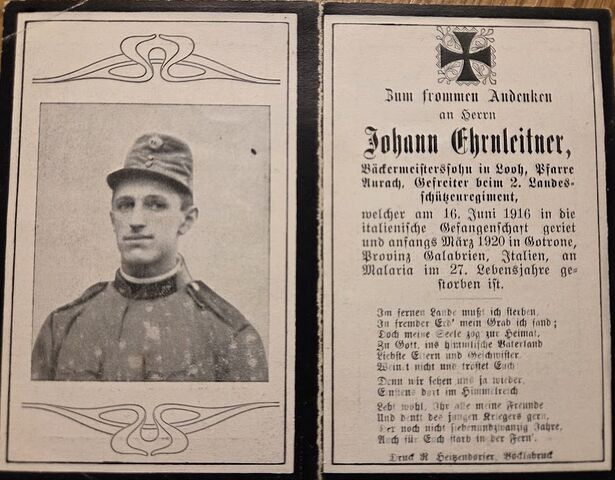 Zum frommen Andenken
an Herrn
Johann Ehrnleitner,
Bäckermeisterssohn in Looh, Pfarre
Aurach, Gefreiter beim 2. Landes-
schützenregiment,
welcher am 16. Juni 1916 in die
italienische Gefangenschaft geriet
und anfangs März 1920 in Gotrone,
Provinz Galabrien, Italien, an
Malaria im 27. Lebensjahre ge-
storben ist.
Im fernen Lande mußt ich sterben,
In fremder Erd' mein Grab ich fand;
Doch meine Seele zog zur Heimat,
Zu Gott, ins himmlische Vaterland
Liebste Eltern und Geschwister,
Weinet nicht und tröstet Euch
Denn wir sehen uns ja wieder,
Einstens dort im Himmelreich
Lebt wohl, Ihr alle meine Freunde
Und denkt des jungen Kriegers gern,
Der noch nicht siebenundzwanzig Jahre,
Auch für Euch starb in der Fern'.
Druck R Heitzendorfer, Vöcklabruck